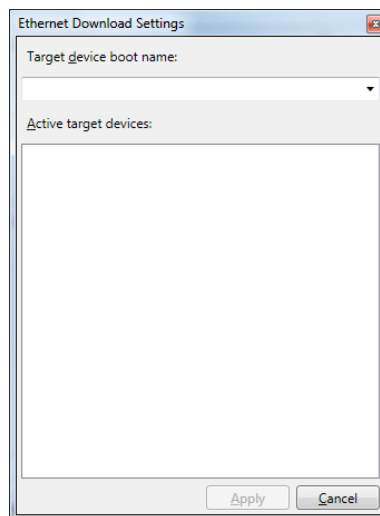 Ethernet Download Settings
Target device boot name:
Active target devices:
Apply
Cancel